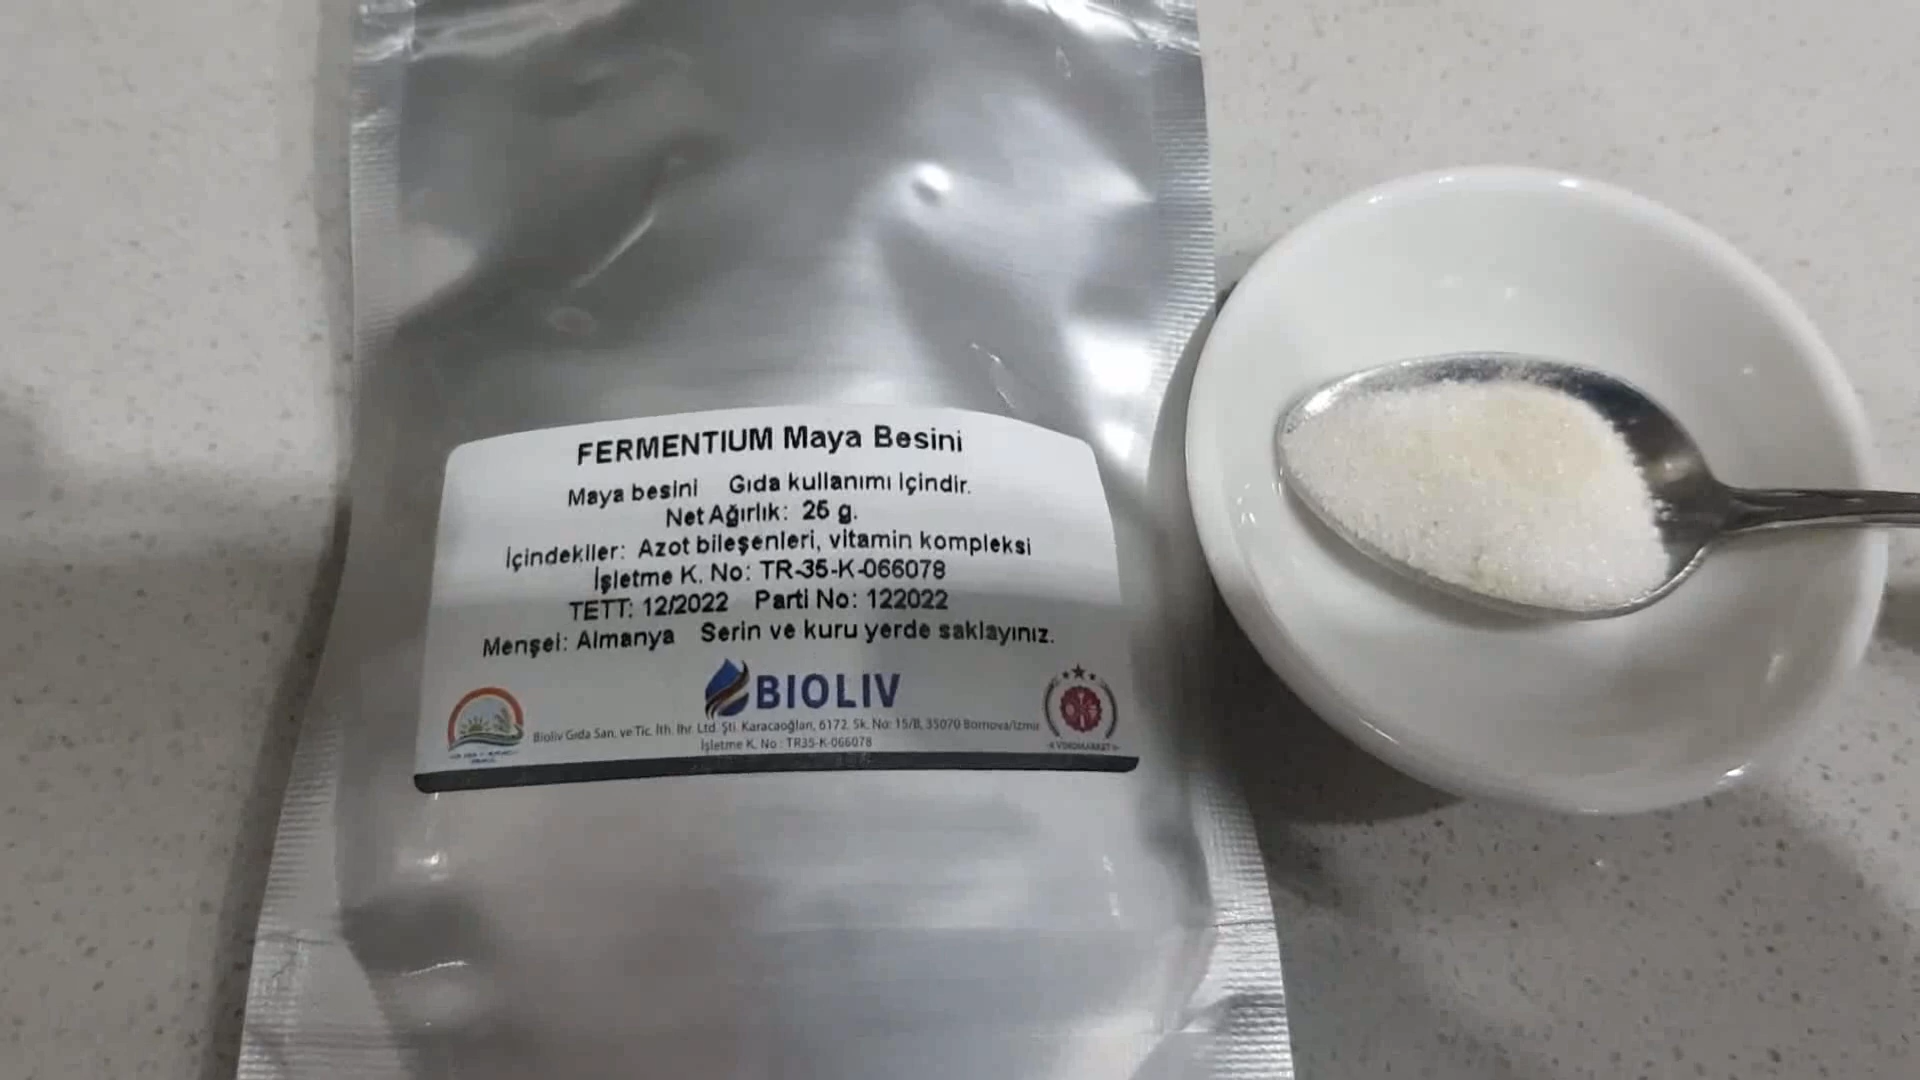 FERMENTIUM Maya Besini
Maya besini Gıda kullanımı İçindir.
Net Ağırlık: 25 g.
İçindekiler: Azot bileşenleri, vitamin kompleksi
İşletme K. No: TR-35-K-066078
TETT: 12/2022 Parti No: 122022
Menşei: Almanya Serin ve kuru yerde saklayınız.
BIOLIV
Bioliv Gıda San. ve Tic. İth. İhr. Ltd. Şti. Karacaoğlan, 6172. Sk. No: 15/B, 35070 Bornova/İzmir
İşletme K. No : TR35-K-066078